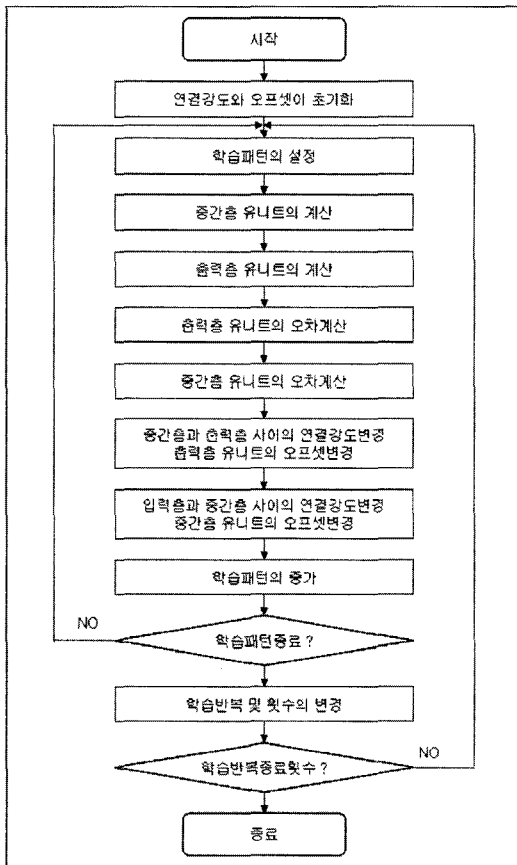 시작
연결강도와 오프셋이 초기화
학습패턴의 설정
중간층 유니트의 계산
출력층 유니트의 계산
출력층 유니트의 오차계산
중간층 유니트의 오차계산
중간층과 출력층 사이의 연결강도변경
출력층 유니트의 오프셋변경
입력층과 중간층 사이의 연결강도변경
중간층 유니트의 오프셋변경
학습패턴의 증가
NO
학습패턴종료 ?
학습반복 및 횟수의 변경
NO
학습반복종료횟수 ?
종료